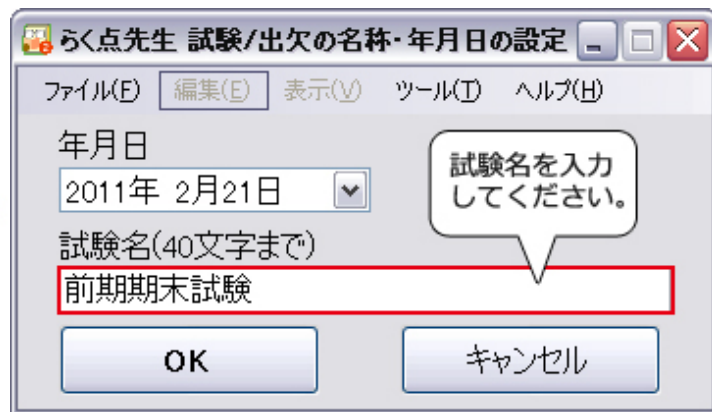 らく点先生 試験/出欠の名称・年月日の設定
ファイル(F) 編集(E) 表示(V) ツール(T) ヘルプ(H)
年月日
2011年 2月21日
試験名を入力
してください。
試験名(40文字まで)
前期期末試験
OK キャンセル